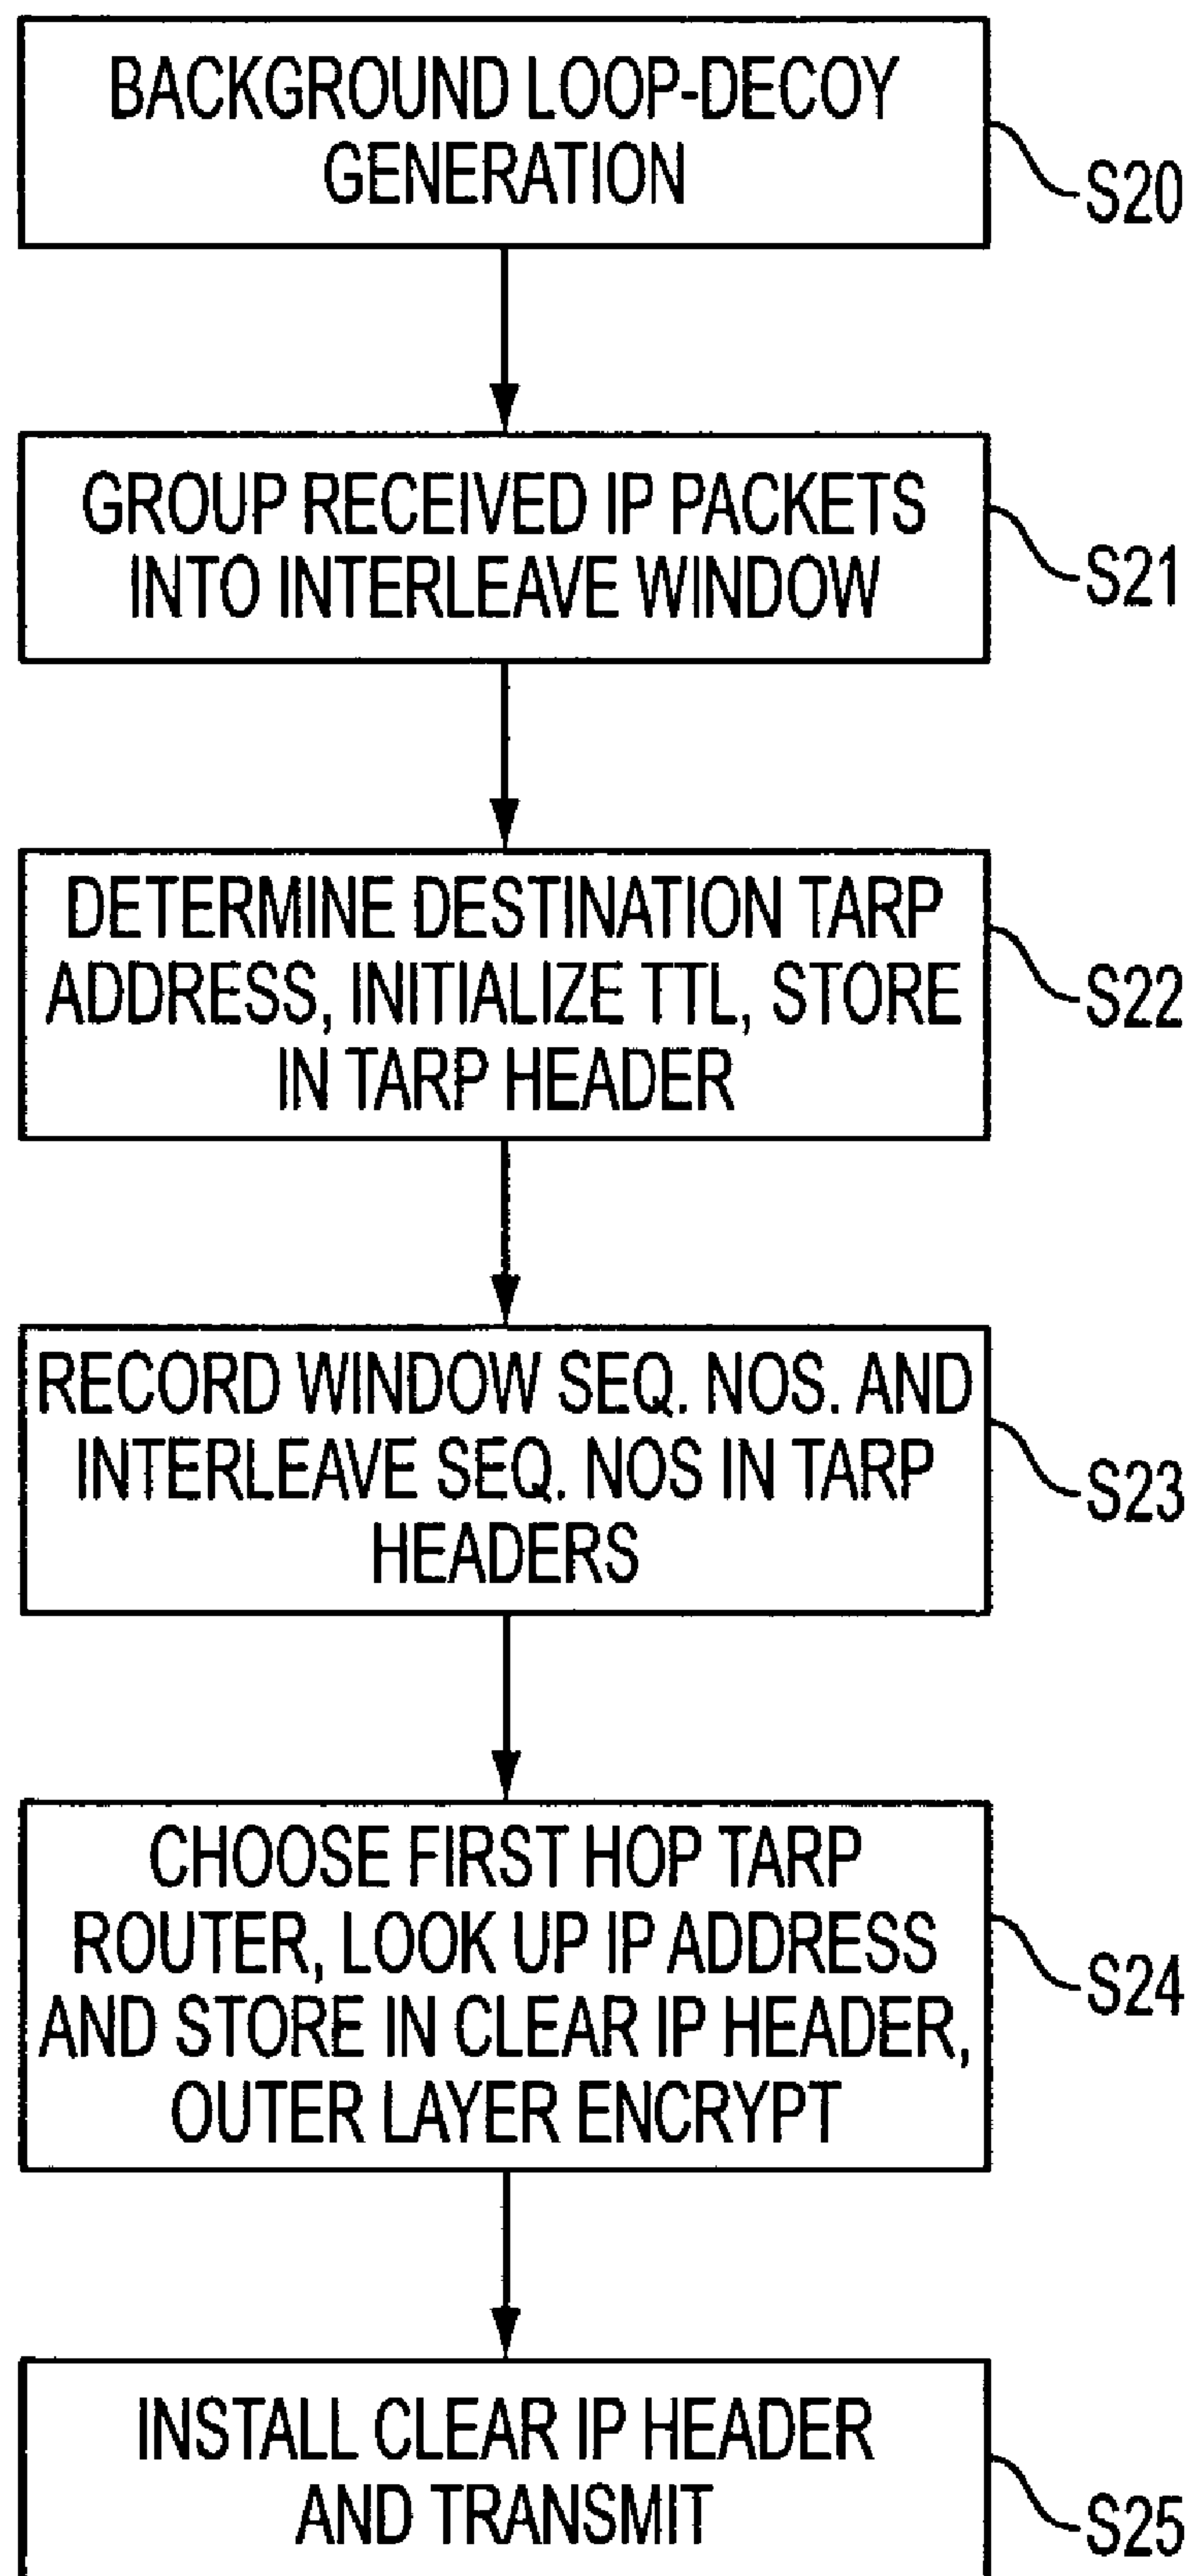 BACKGROUND LOOP-DECOY
GENERATION
S20
GROUP RECEIVED IP PACKETS
INTO INTERLEAVE WINDOW
S21
DETERMINE DESTINATION TARP
ADDRESS, INITIALIZE TTL, STORE
IN TARP HEADER
S22
RECORD WINDOW SEQ. NOS. AND
INTERLEAVE SEQ. NOS IN TARP
HEADERS
S23
CHOOSE FIRST HOP TARP
ROUTER, LOOK UP IP ADDRESS
AND STORE IN CLEAR IP HEADER,
OUTER LAYER ENCRYPT
S24
INSTALL CLEAR IP HEADER
AND TRANSMIT
S25